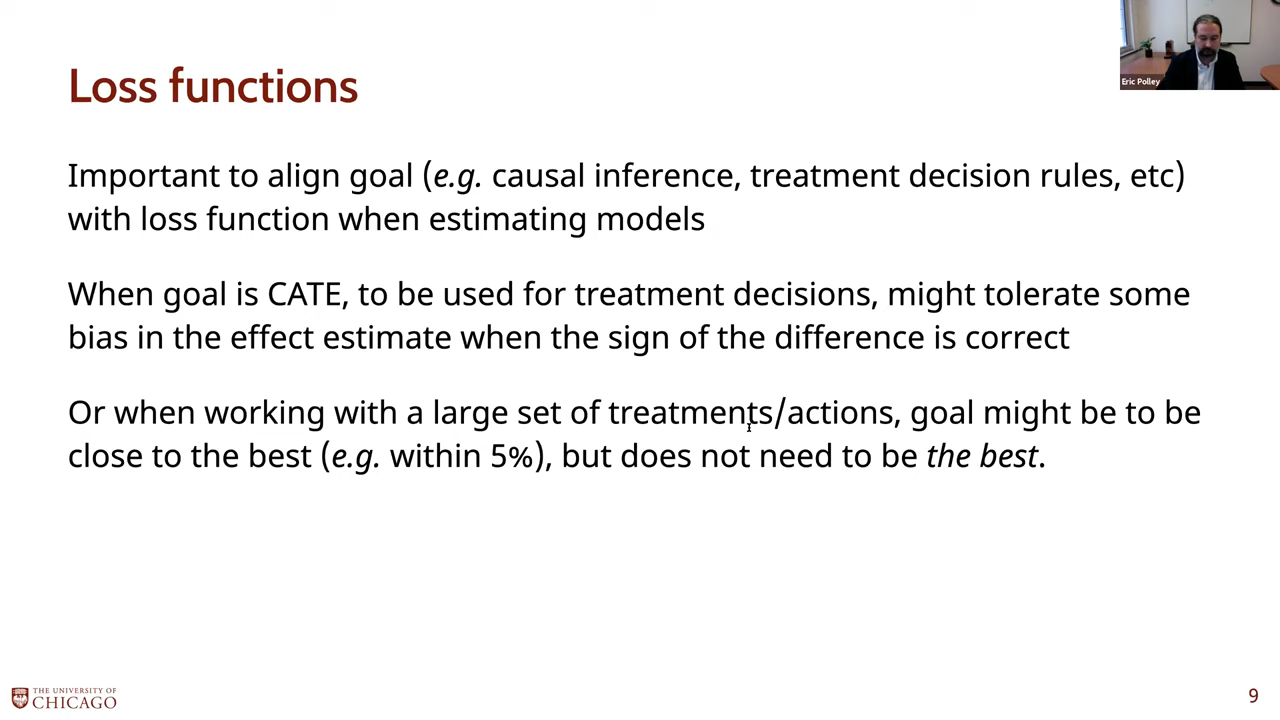 Loss functions
Eric Polley
Important to align goal (e.g. causal inference, treatment decision rules, etc)
with loss function when estimating models
When goal is CATE, to be used for treatment decisions, might tolerate some
bias in the effect estimate when the sign of the difference is correct
Or when working with a large set of treatments/actions, goal might be to be
close to the best (e.g. within 5%), but does not need to be the best.
THE UNIVERSITY OF
CHICAGO
9